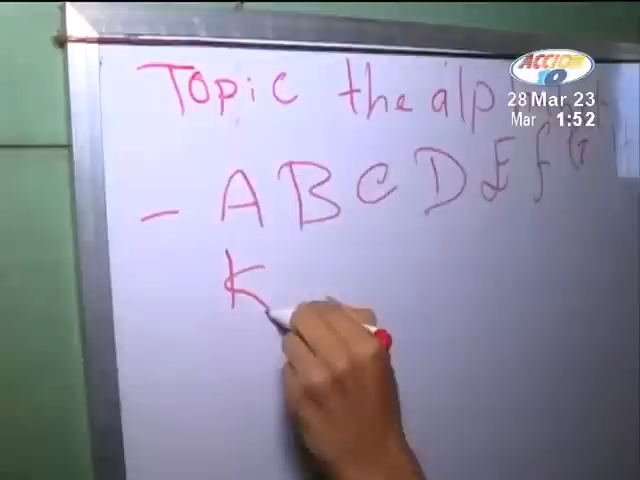 Topic the alp
ACCION
10
28 Mar 23
Mar 1:52
- A B C D E F G
K